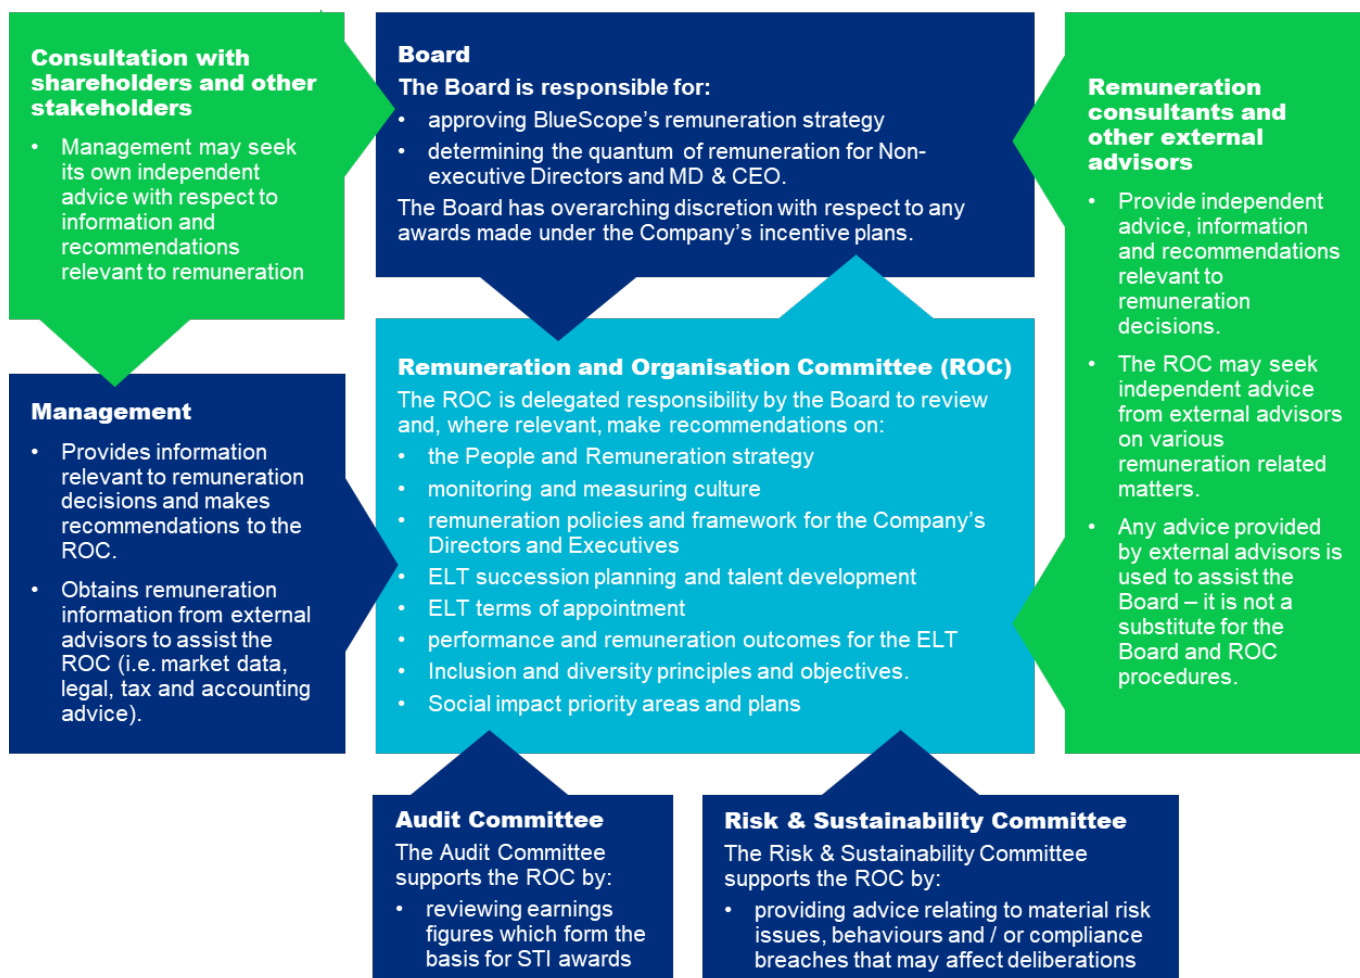 Consultation with
shareholders and other
stakeholders
• Management may seek
its own independent
advice with respect to
information and
recommendations
relevant to remuneration
Board
The Board is responsible for:
• approving BlueScope's remuneration strategy
• determining the quantum of remuneration for Non-
executive Directors and MD & CEO.
The Board has overarching discretion with respect to any
awards made under the Company's incentive plans.
Remuneration
consultants and
other external
advisors
• Provide independent
advice, information
and recommendations
relevant to
remuneration
decisions.
• The ROC may seek
independent advice
from external advisors
on various
remuneration related
matters.
• Any advice provided
by external advisors is
used to assist the
Board – it is not a
substitute for the
Board and ROC
procedures.
Management
• Provides information
relevant to remuneration
decisions and makes
recommendations to the
ROC.
• Obtains remuneration
information from external
advisors to assist the
ROC (i.e. market data,
legal, tax and accounting
advice).
Remuneration and Organisation Committee (ROC)
The ROC is delegated responsibility by the Board to review
and, where relevant, make recommendations on:
• the People and Remuneration strategy
• monitoring and measuring culture
• remuneration policies and framework for the Company's
Directors and Executives
• ELT succession planning and talent development
• ELT terms of appointment
• performance and remuneration outcomes for the ELT
• Inclusion and diversity principles and objectives.
• Social impact priority areas and plans
Audit Committee
The Audit Committee
supports the ROC by:
• reviewing earnings
figures which form the
basis for STI awards
Risk & Sustainability Committee
The Risk & Sustainability Committee
supports the ROC by:
• providing advice relating to material risk
issues, behaviours and / or compliance
breaches that may affect deliberations